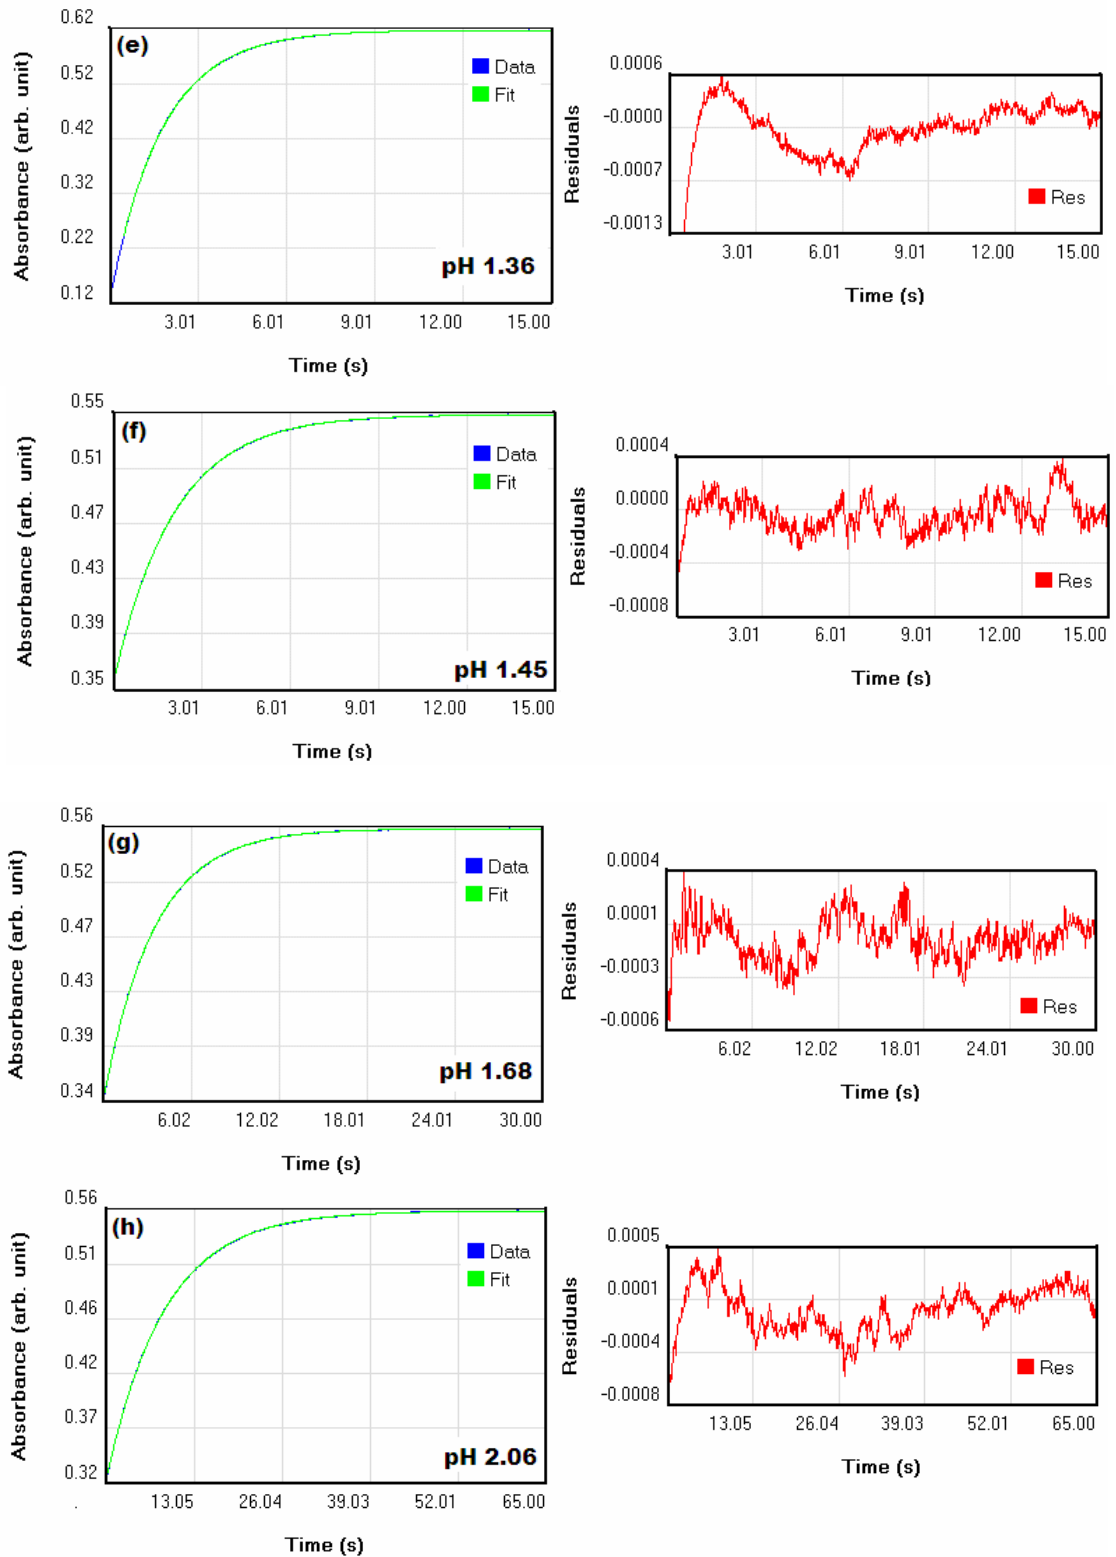 0.62
0.52
0.42
0.32
0.22
0.12
Absorbance (arb. unit)
(e)
Data
Fit
pH 1.36
3.01 6.01 9.01 12.00 15.00
Time (s)
0.0006
-0.0000
-0.0007
-0.0013
Residuals
Res
3.01 6.01 9.01 12.00 15.00
Time (s)
0.55
0.51
0.47
0.43
0.39
0.35
Absorbance (arb. unit)
(f)
Data
Fit
pH 1.45
3.01 6.01 9.01 12.00 15.00
Time (s)
0.0004
0.0000
-0.0004
-0.0008
Residuals
Res
3.01 6.01 9.01 12.00 15.00
Time (s)
0.56
0.52
0.47
0.43
0.39
0.34
Absorbance (arb. unit)
(g)
Data
Fit
pH 1.68
6.02 12.02 18.01 24.01 30.00
Time (s)
0.0004
0.0001
-0.0003
-0.0006
Residuals
Res
6.02 12.02 18.01 24.01 30.00
Time (s)
0.56
0.51
0.46
0.42
0.37
0.32
Absorbance (arb. unit)
(h)
Data
Fit
pH 2.06
13.05 26.04 39.03 52.01 65.00
Time (s)
0.0005
0.0001
-0.0004
-0.0008
Residuals
Res
13.05 26.04 39.03 52.01 65.00
Time (s)